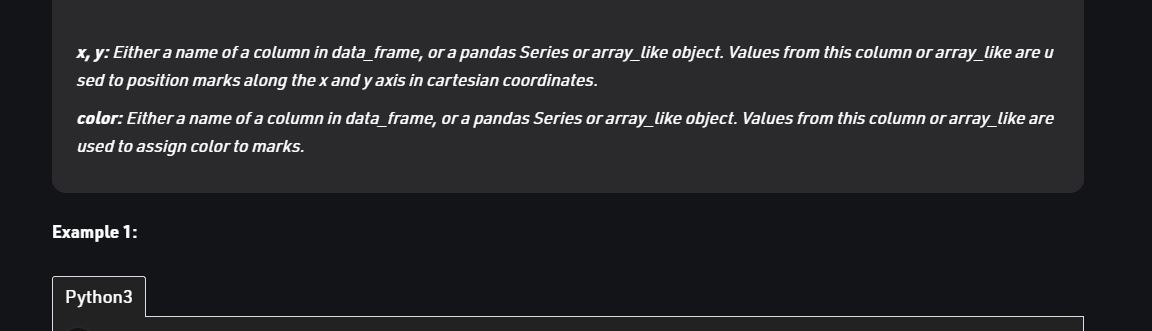 x, y: Either a name of a column in data_frame, or a pandas Series or array_like object. Values from this column or array_like are u
sed to position marks along the x and y axis in cartesian coordinates.
color: Either a name of a column in data_frame, or a pandas Series or array_like object. Values from this column or array_like are
used to assign color to marks.
Example 1:
Python3